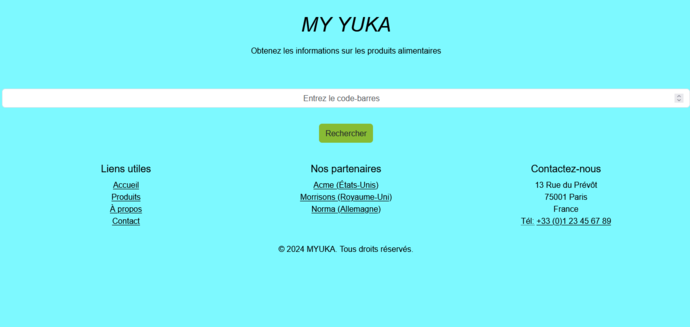 MY YUKA
Obtenez les informations sur les produits alimentaires
Entrez le code-barres
Rechercher
Liens utiles
Accueil
Produits
À propos
Contact
Nos partenaires
Acme (États-Unis)
Morrisons (Royaume-Uni)
Norma (Allemagne)
Contactez-nous
13 Rue du Prévôt
75001 Paris
France
Tél: +33 (0)1 23 45 67 89
© 2024 MYUKA. Tous droits réservés.